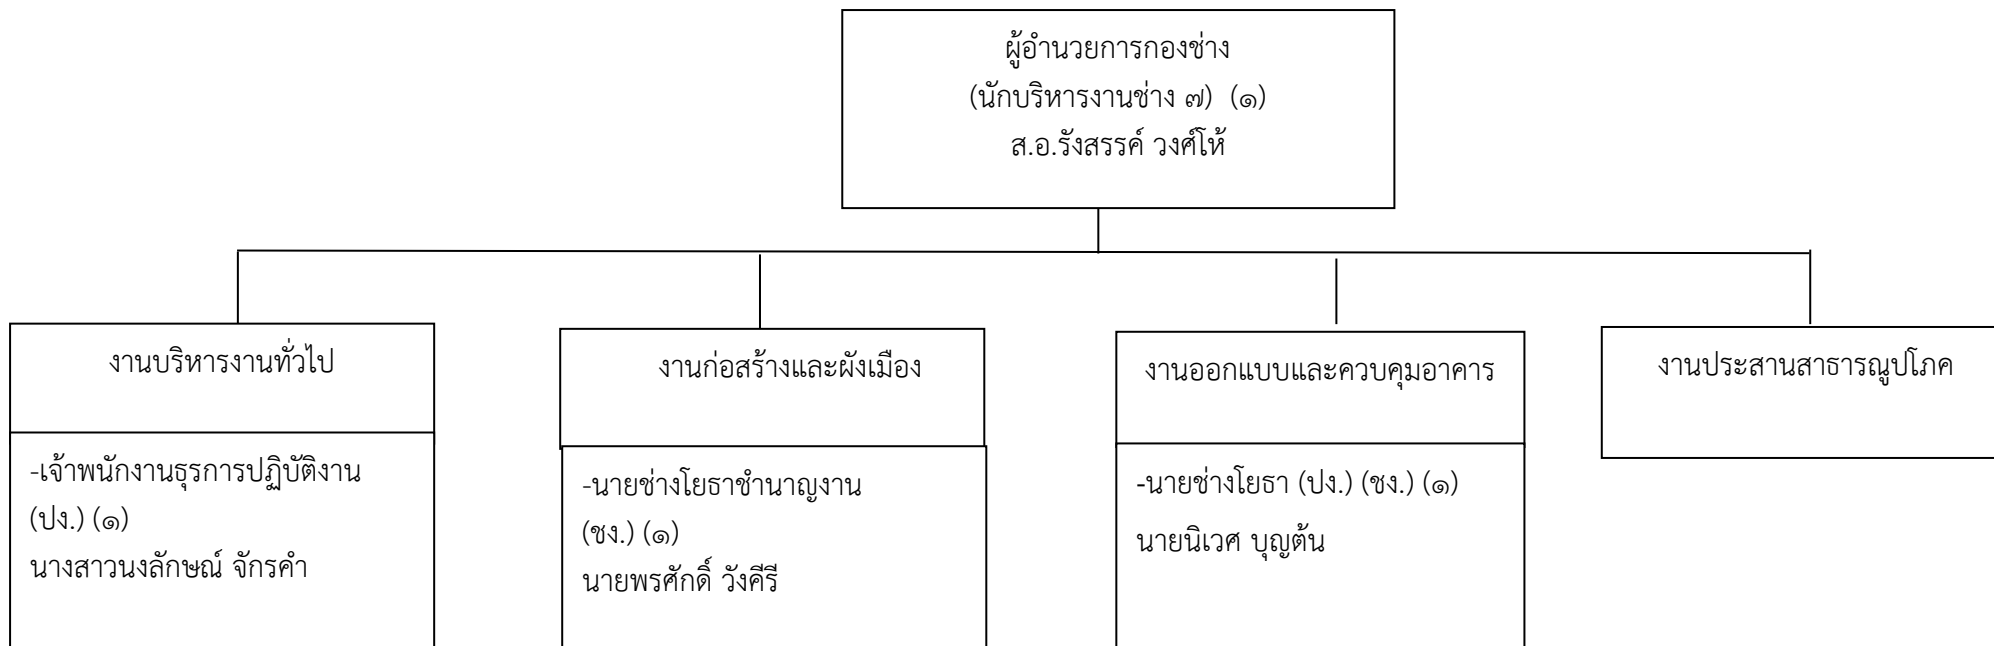 ผู้อำนวยการกองช่าง
(นักบริหารงานช่าง ๗) (๑)
ส.อ.รังสรรค์ วงศ์โห้
งานบริหารงานทั่วไป
-เจ้าพนักงานธุรการปฏิบัติงาน
(ปง.) (๑)
นางสาวนงลักษณ์ จักรคำ
งานก่อสร้างและผังเมือง
-นายช่างโยธาชำนาญงาน
(ชง.) (๑)
นายพรศักดิ์ วังคีรี
งานออกแบบและควบคุมอาคาร
-นายช่างโยธา (ปง.) (ชง.) (๑)
นายนิเวศ บุญต้น
งานประสานสาธารณูปโภค